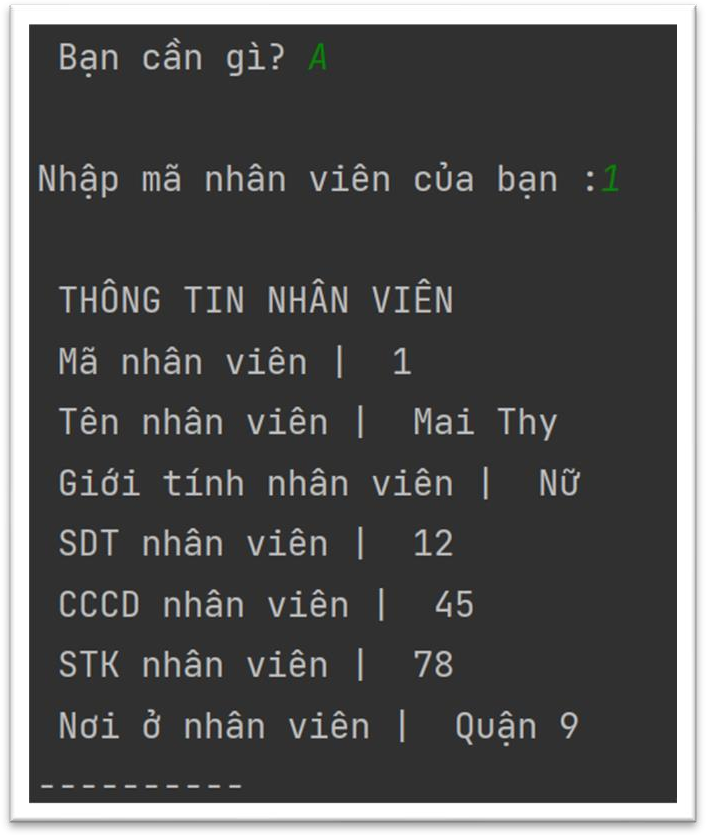 Bạn cần gì? A
Nhập mã nhân viên của bạn :1
THÔNG TIN NHÂN VIÊN
Mã nhân viên |  1
Tên nhân viên |  Mai Thy
Giới tính nhân viên |  Nữ
SDT nhân viên |  12
CCCD nhân viên |  45
STK nhân viên |  78
Nơi ở nhân viên |  Quận 9
----------